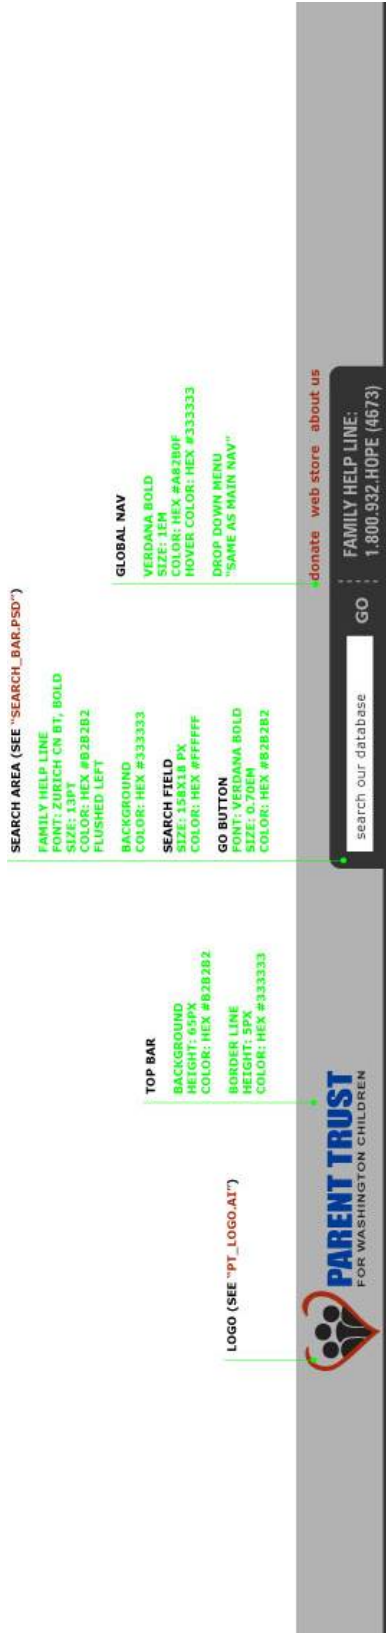 LOGO (SEE "PT_LOGO.AI")
TOP BAR
BACKGROUND
HEIGHT: 65PX
COLOR: HEX #B2B2B2
BORDER LINE
HEIGHT: 5PX
COLOR: HEX #333333
SEARCH AREA (SEE "SEARCH_BAR.PSD")
FAMILY HELP LINE
FONT: ZURICH CN BT, BOLD
SIZE: 13PT
COLOR: HEX #B2B2B2
FLUSHED LEFT
BACKGROUND
COLOR: HEX #333333
SEARCH FIELD
SIZE: 158X18 PX
COLOR: HEX #FFFFFF
GO BUTTON
FONT: VERDANA BOLD
SIZE: 0.70EM
COLOR: HEX #B2B2B2
GLOBAL NAV
VERDANA BOLD
SIZE: 1EM
COLOR: HEX #A82B0F
HOVER COLOR: HEX #333333
DROP DOWN MENU
"SAME AS MAIN NAV"
PARENT TRUST
FOR WASHINGTON CHILDREN
donate web store about us
search our database
GO
FAMILY HELP LINE:
1.800.932.HOPE (4673)